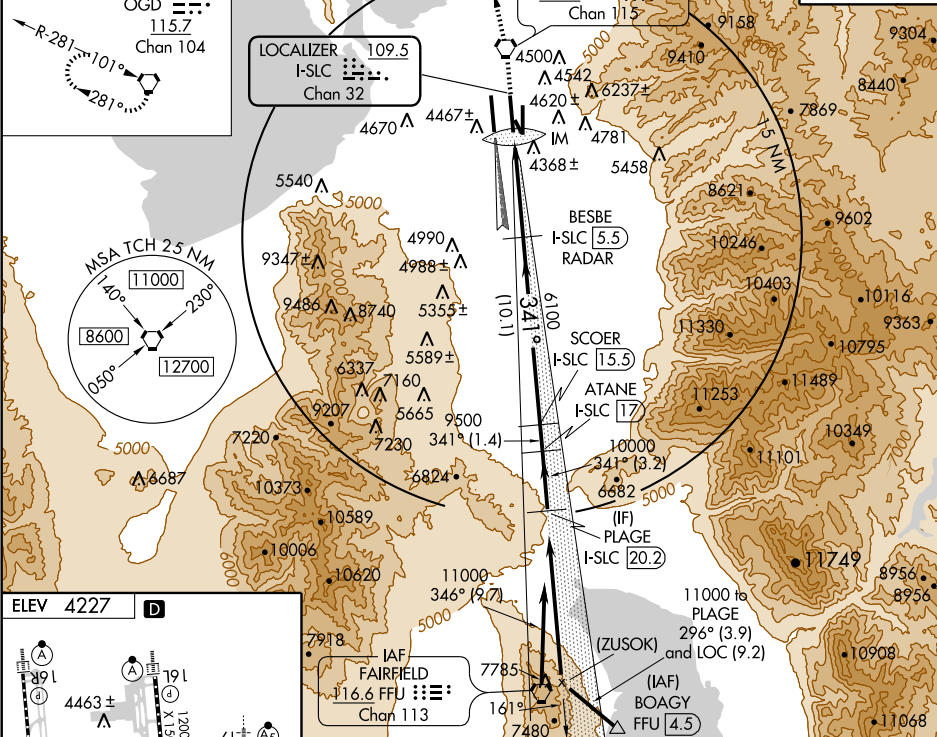 OGD
115.7
Chan 104
R-281
101°
281°
Chan 115
LOCALIZER 109.5
I-SLC
Chan 32
4500
4542
4620 ±
6237 ±
4670
4467 ±
IM
4781
4368 ±
5458
5000
9158
9410
9304
8440
7869
15 NM
8621
9602
10246
10403
10116
11330
9363
10795
11489
11253
10349
11101
5540
5000
9347 ±
4990
4988 ±
9486
8740
5355 ±
5589 ±
6337
7160
5665
9207
7230
7220
6824
MSA TCH 25 NM
11000
140°
230°
8600
050°
12700
5000
6687
10373
10589
10006
10620
BESBE
I-SLC 5.5
RADAR
6100
341°
(10.1)
SCOER
I-SLC 15.5
ATANE
I-SLC 17
9500
341° (1.4)
10000
341° (3.2)
6682
5000
(IF)
PLAGE
I-SLC 20.2
11749
8956
8956
11000
346° (9.7)
5000
11000 to
PLAGE
296° (3.9)
and LOC (9.2)
(ZUSOK)
(IAF)
BOAGY
FFU 4.5
10908
11068
7918
IAF
FAIRFIELD
116.6 FFU
Chan 113
7785
161°
7480
ELEV 4227
D
A
16R
P
4463 ±
A
16L
P
1200
X 15
A5